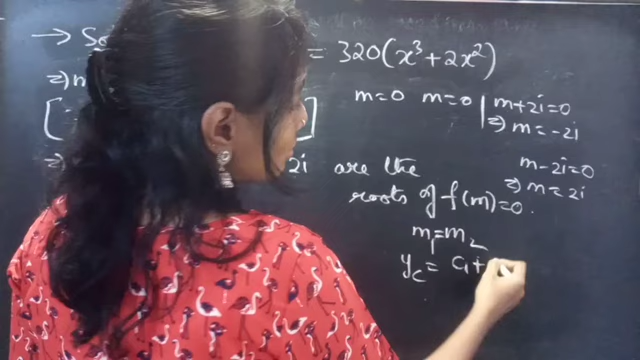 → So = 320(x³ + 2x²)
⇒ m
m=0 m=0 | m+2i=0
⇒ m=-2i
m-2i=0
⇒ m=2i
2i are the
roots of f(m)=0.
m₁=m₂
y_c = c₁+